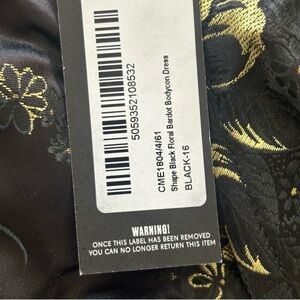 5059352108532
CME1804/4/61
Shape Black Floral Bardot Bodycon Dress
BLACK-16
WARNING!
ONCE THIS LABEL HAS BEEN REMOVED
YOU CAN NO LONGER RETURN THIS ITEM